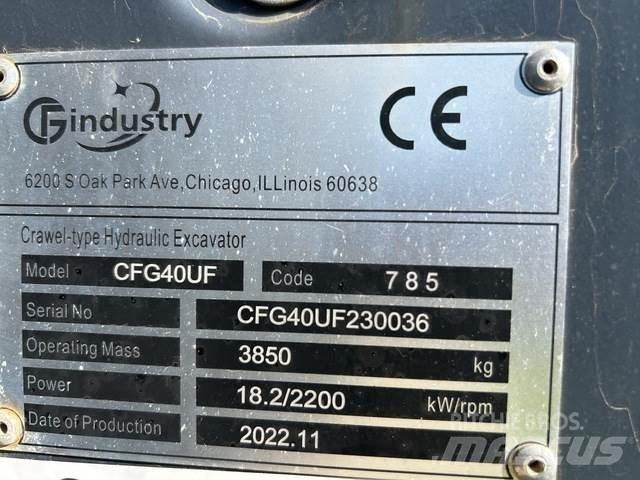 CFGindustry
CE
6200 S Oak Park Ave,Chicago,ILLinois 60638
Crawel-type Hydraulic Excavator
Model CFG40UF Code 785
Serial No CFG40UF230036
Operating Mass 3850 kg
Power 18.2/2200 kW/rpm
Date of Production 2022.11
RITCHIE BROS.
MASCUS